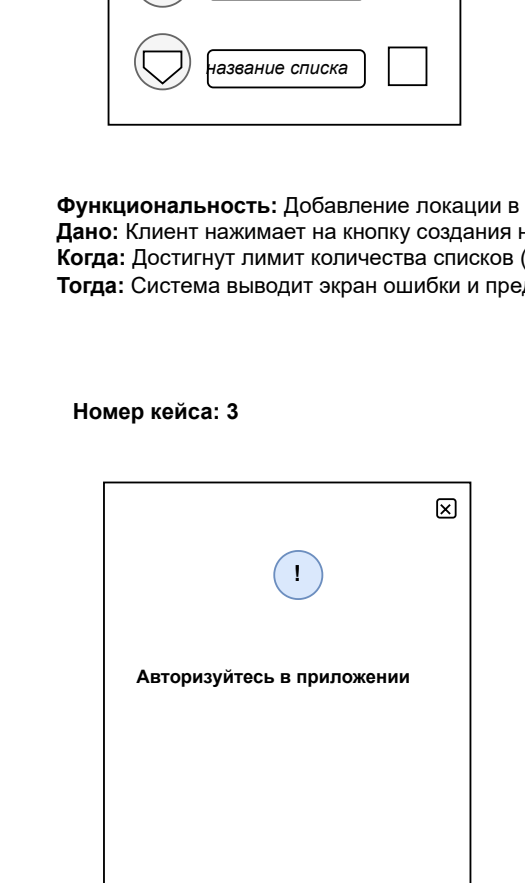 название списка
Функциональность: Добавление локации в
Дано: Клиент нажимает на кнопку создания
Когда: Достигнут лимит количества списков (
Тогда: Система выводит экран ошибки и
Номер кейса: 3
!
Авторизуйтесь в приложении